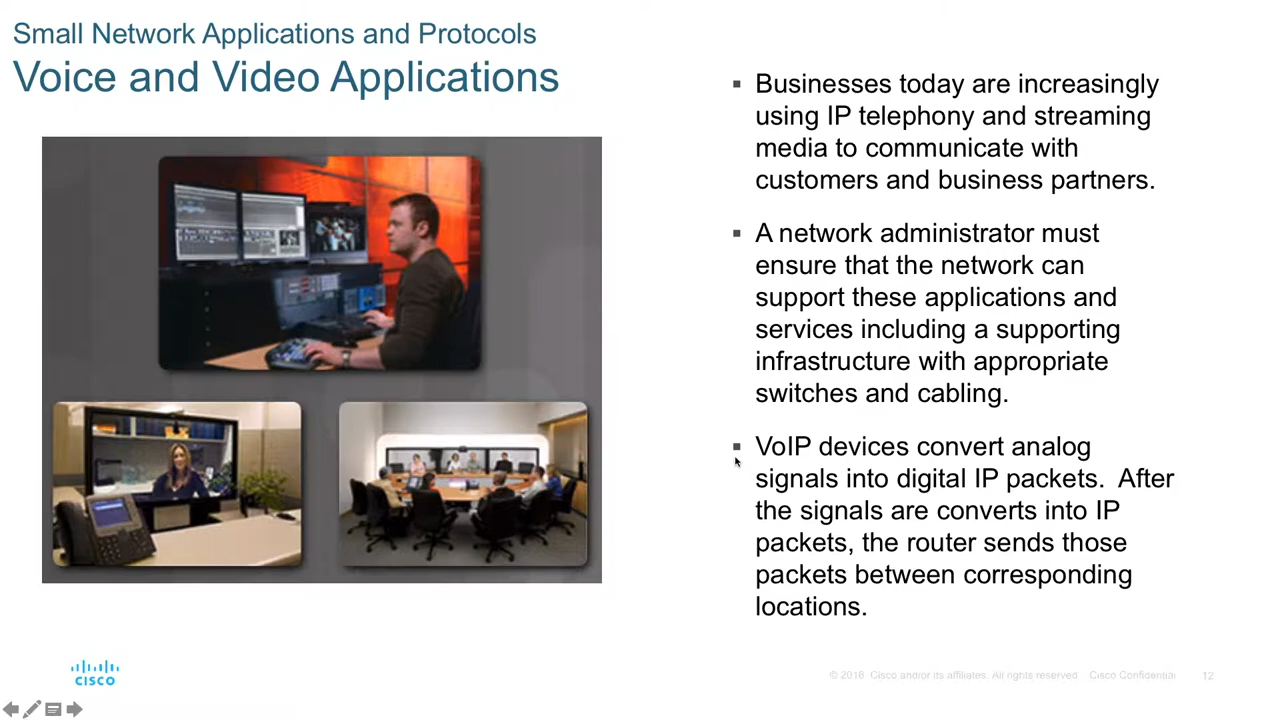 Small Network Applications and Protocols
Voice and Video Applications
▪ Businesses today are increasingly
using IP telephony and streaming
media to communicate with
customers and business partners.
▪ A network administrator must
ensure that the network can
support these applications and
services including a supporting
infrastructure with appropriate
switches and cabling.
▪ VoIP devices convert analog
signals into digital IP packets.  After
the signals are converts into IP
packets, the router sends those
packets between corresponding
locations.
CISCO
© 2016 Cisco and/or its affiliates. All rights reserved. Cisco Confidential
12